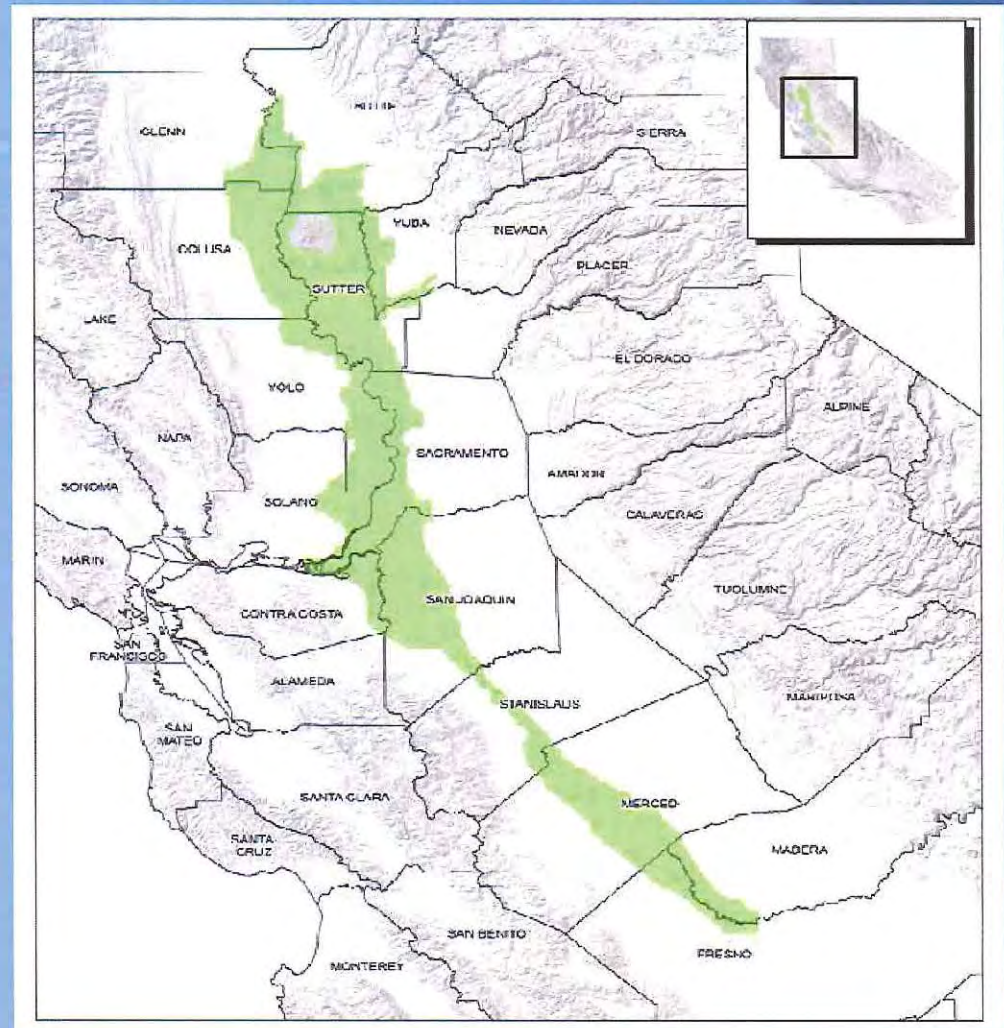 GLENN
SIERRA
YUBA
NEVADA
COLUSA
PLACER
SUTTER
LAKE
EL DORADO
YOLO
ALPINE
NAPA
SACRAMENTO
AMADOR
SONOMA
SOLANO
CALAVERAS
MARIN
TUOLUMNE
SAN JOAQUIN
CONTRA COSTA
SAN
FRANCISCO
ALAMEDA
MARIPOSA
STANISLAUS
SAN
MATEO
SANTA CLARA
MERCED
SANTA
CRUZ
MADERA
SAN BENITO
FRESNO
MONTEREY